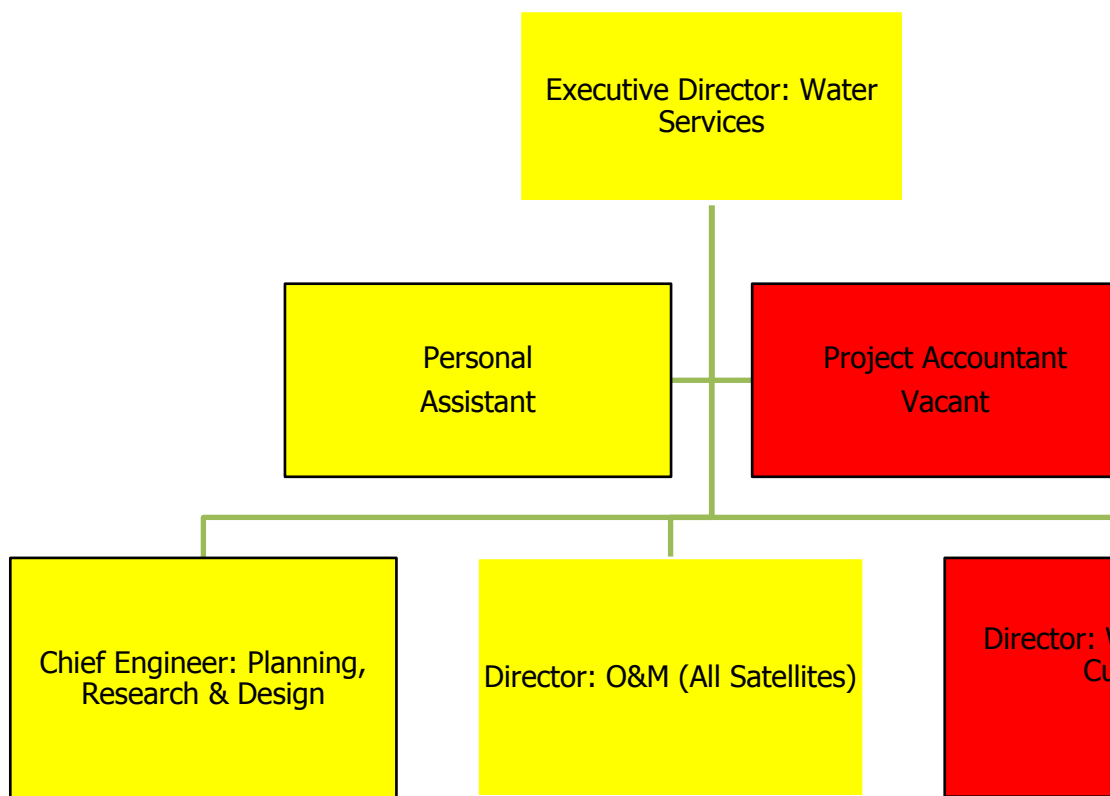 Executive Director: Water
Services
Personal
Assistant
Project Accountant
Vacant
Chief Engineer: Planning,
Research & Design
Director: O&M (All Satellites)
Director: